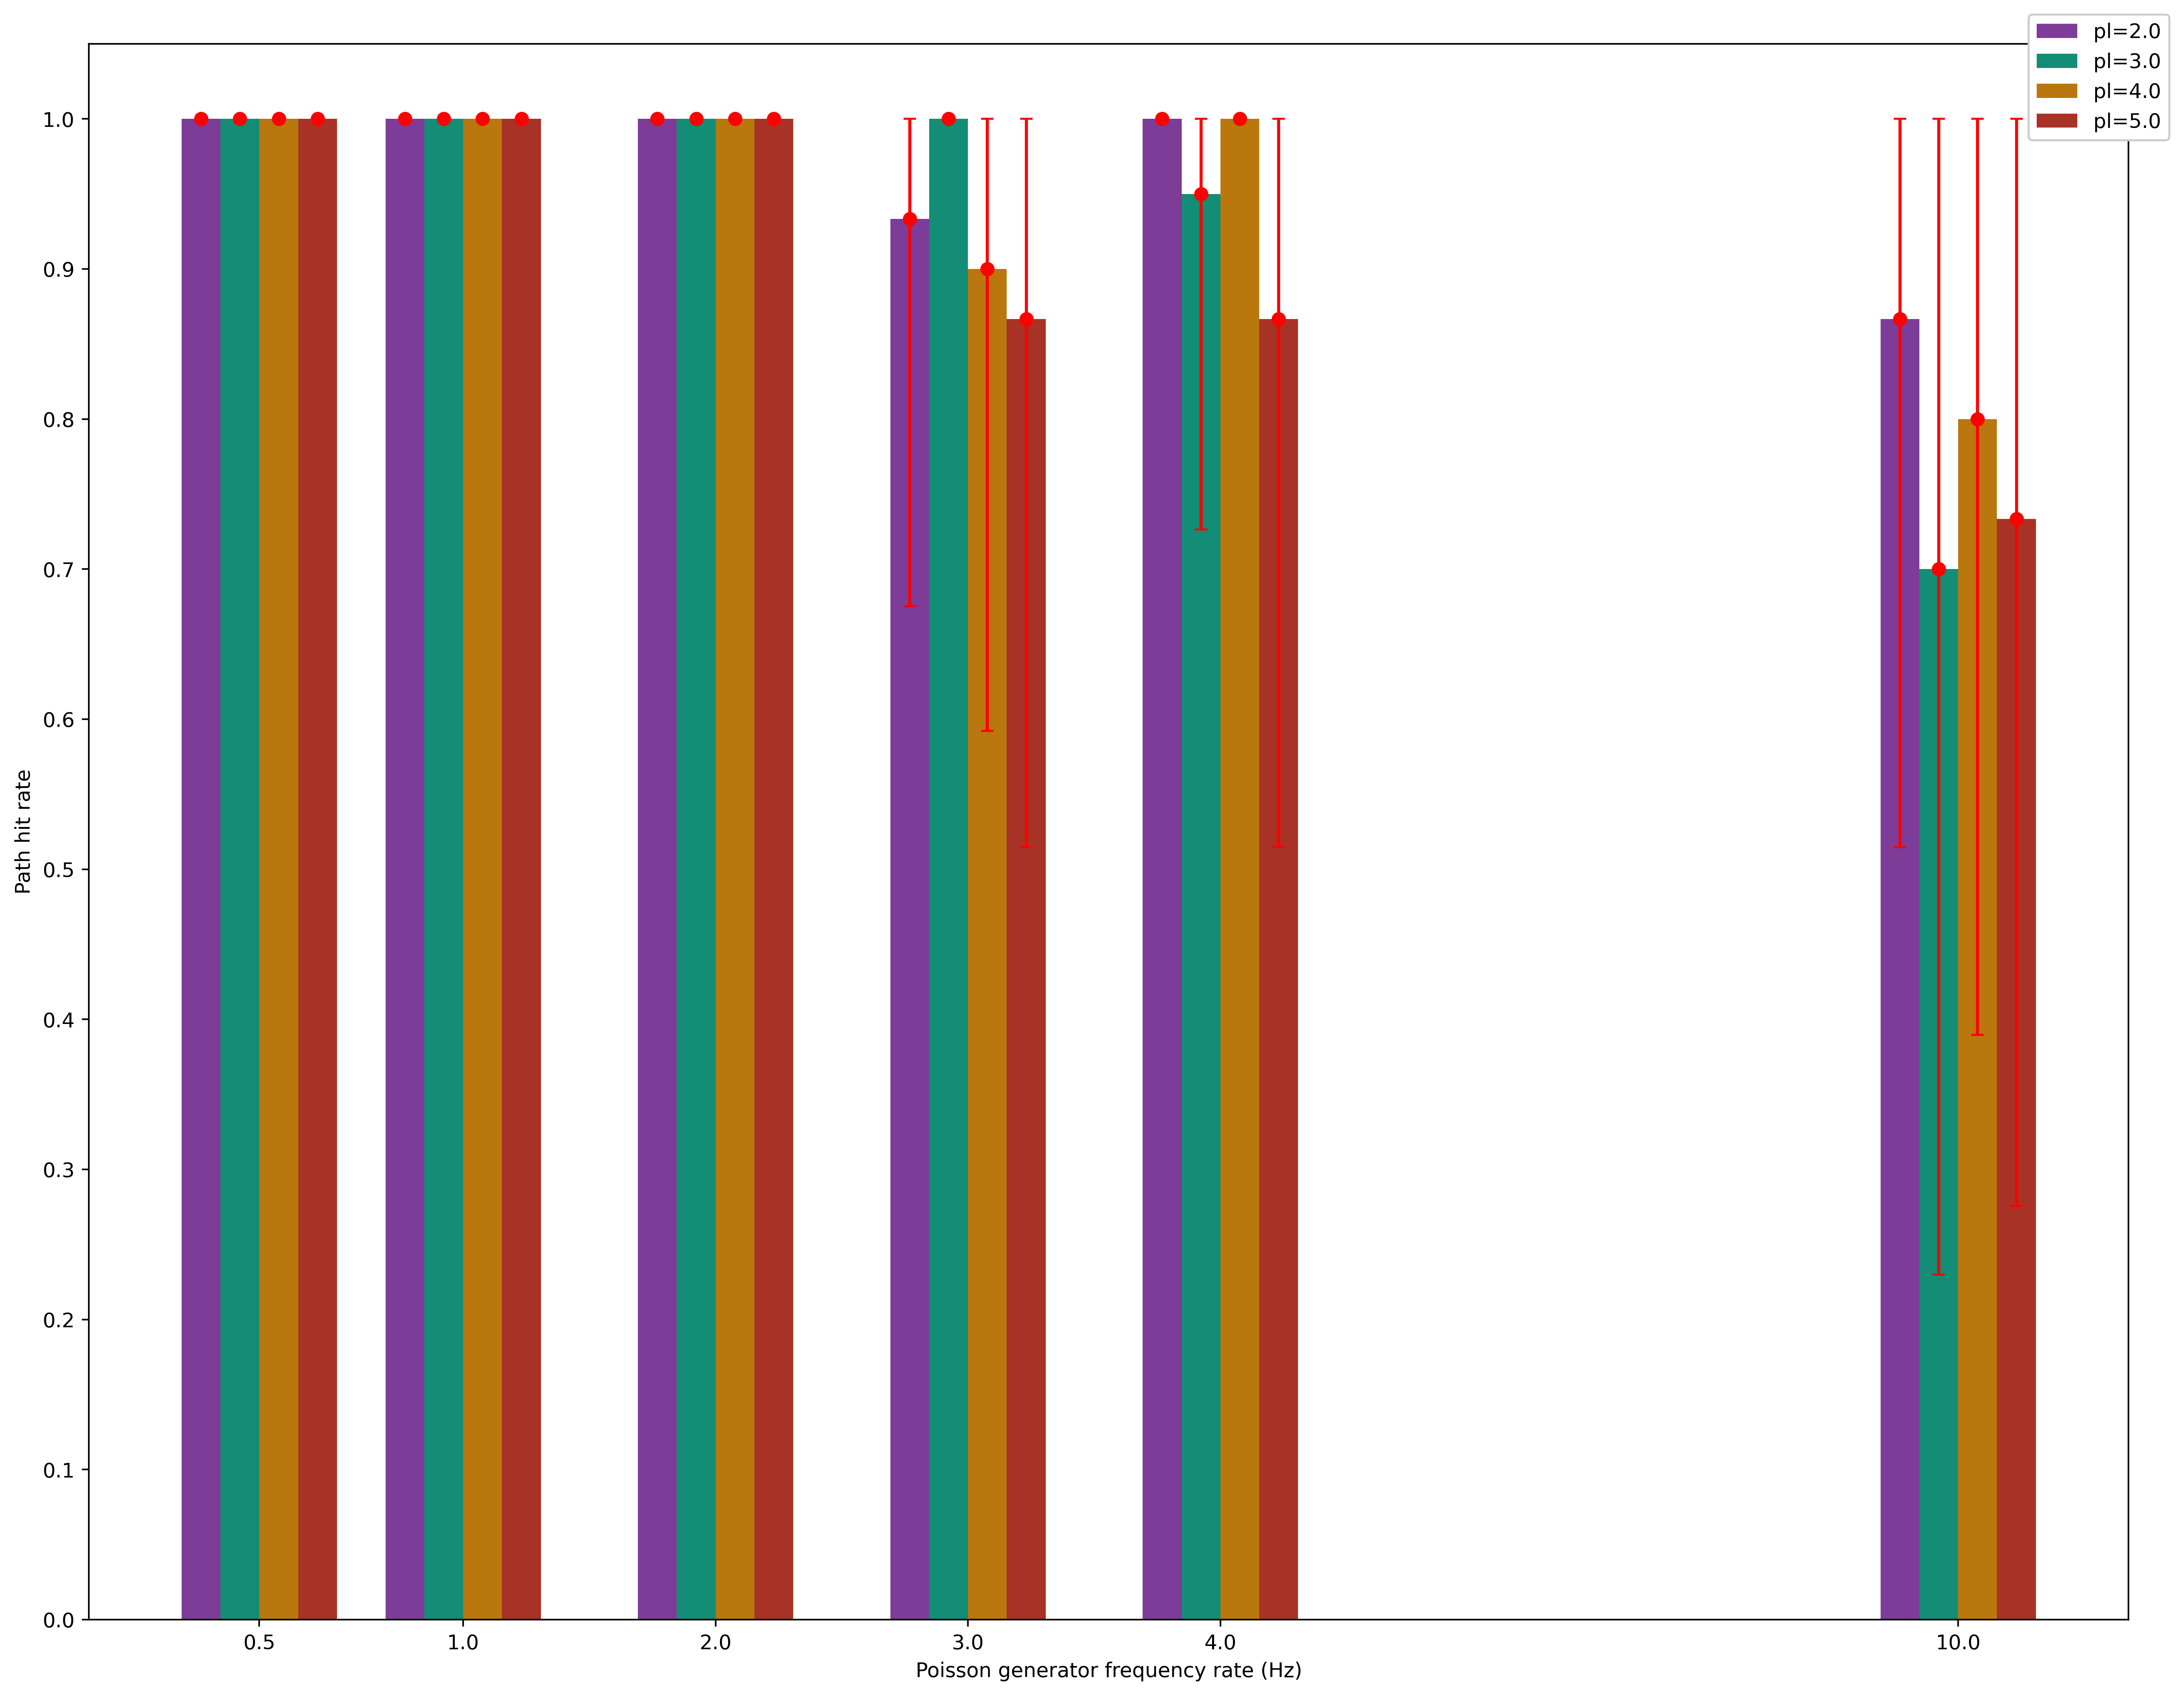 pl=2.0
pl=3.0
pl=4.0
pl=5.0
1.0
0.9
0.8
0.7
0.6
0.5
0.4
0.3
0.2
0.1
0.0
Path hit rate
0.5 1.0 2.0 3.0 4.0 10.0
Poisson generator frequency rate (Hz)